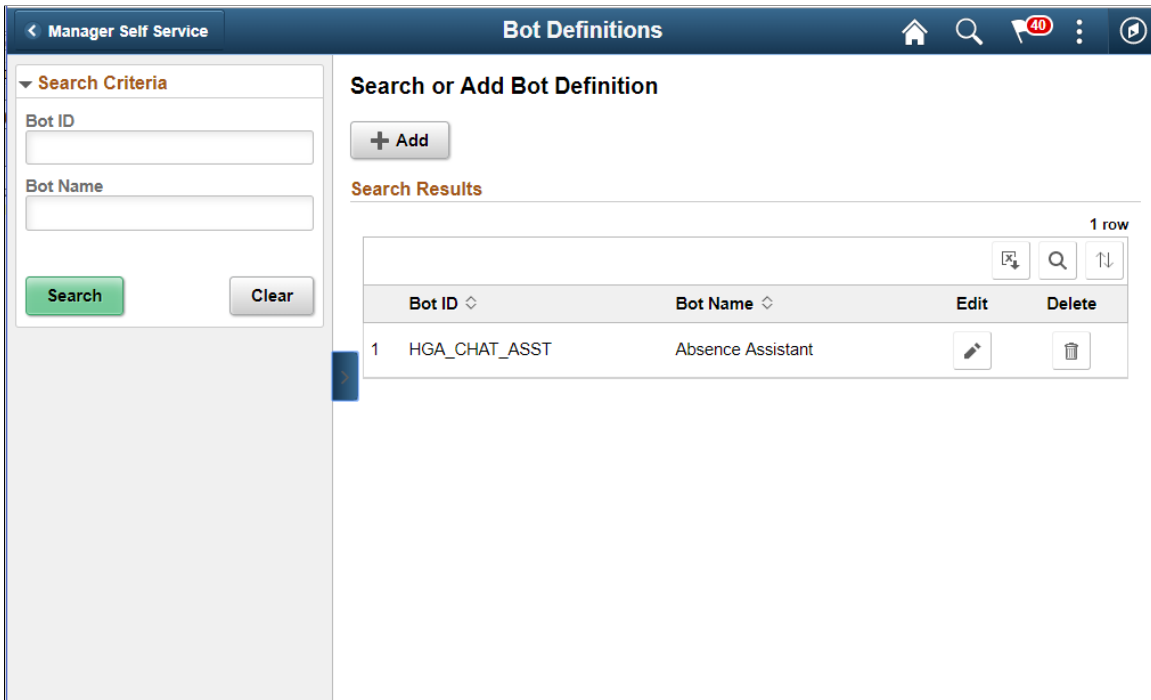 Manager Self Service
Bot Definitions
40
Search Criteria
Bot ID
Bot Name
Search Clear
Search or Add Bot Definition
Add
Search Results
1 row
Bot ID Bot Name Edit Delete
1 HGA_CHAT_ASST Absence Assistant